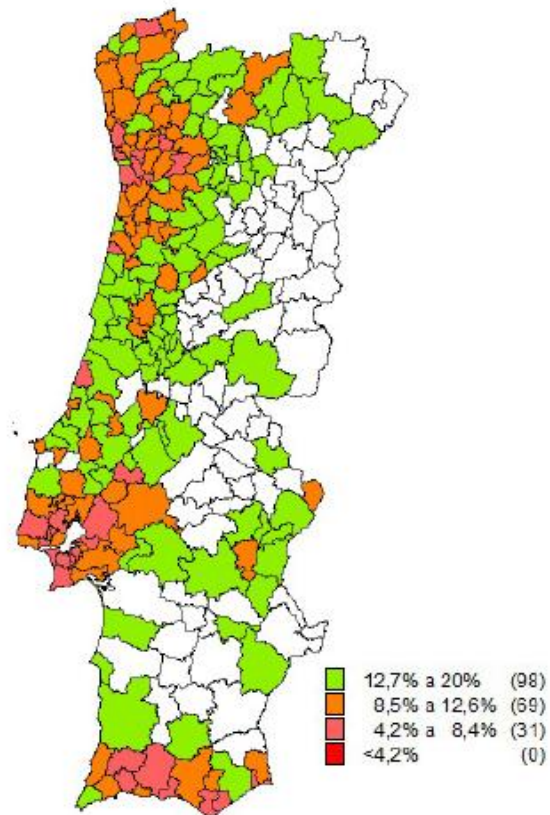 12,7% a 20% (98)
8,5% a 12,6% (69)
4,2% a 8,4% (31)
<4,2% (0)